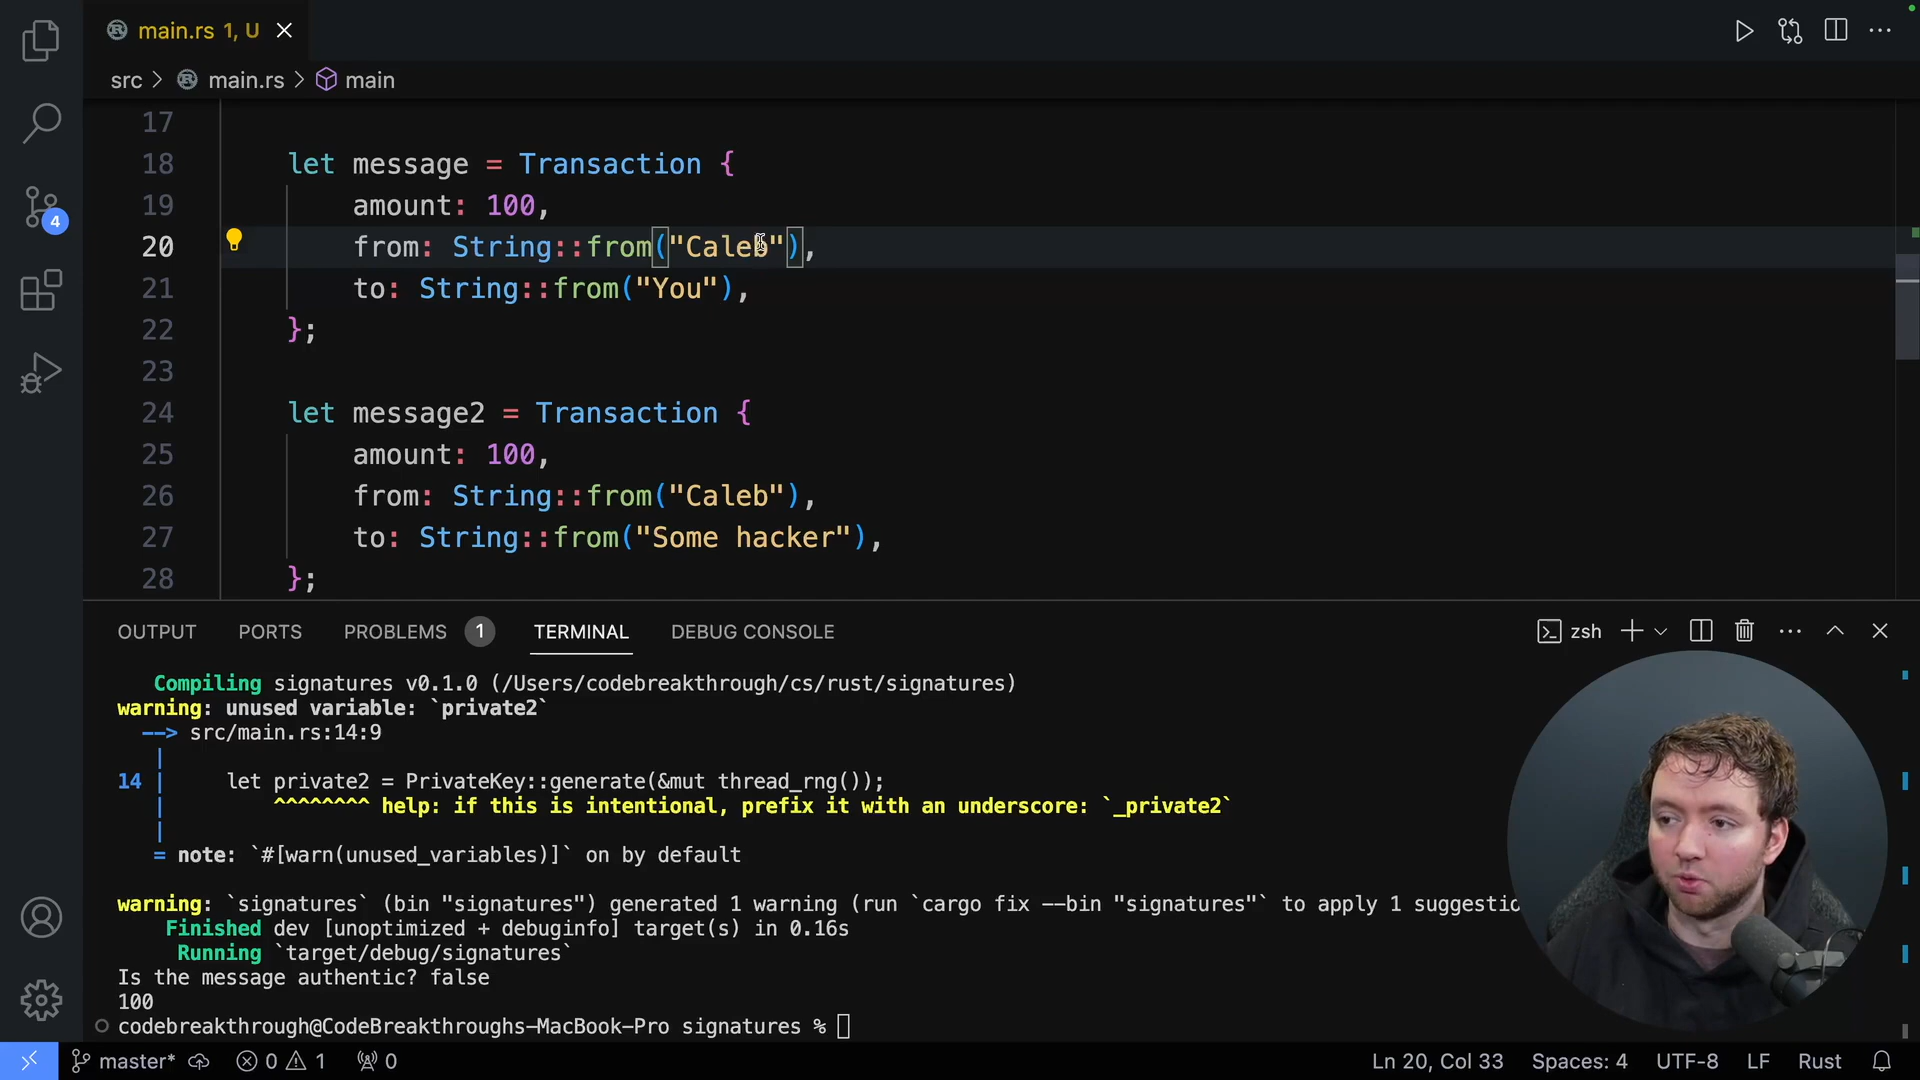 main.rs 1, U
src > main.rs > main
17
18 let message = Transaction {
19 amount: 100,
20 from: String::from("Caleb"),
21 to: String::from("You"),
22 };
23
24 let message2 = Transaction {
25 amount: 100,
26 from: String::from("Caleb"),
27 to: String::from("Some hacker"),
28 };
4
OUTPUT PORTS PROBLEMS 1 TERMINAL DEBUG CONSOLE zsh
Compiling signatures v0.1.0 (/Users/codebreakthrough/cs/rust/signatures)
warning: unused variable: `private2`
--> src/main.rs:14:9
|
14 | let private2 = PrivateKey::generate(&mut thread_rng());
| ^^^^^^^^ help: if this is intentional, prefix it with an underscore: `_private2`
|
= note: `#[warn(unused_variables)]` on by default
warning: `signatures` (bin "signatures") generated 1 warning (run `cargo fix --bin "signatures"` to apply 1 suggestio
Finished dev [unoptimized + debuginfo] target(s) in 0.16s
Running `target/debug/signatures`
Is the message authentic? false
100
codebreakthrough@CodeBreakthroughs-MacBook-Pro signatures %
master* 0 1 0 Ln 20, Col 33 Spaces: 4 UTF-8 LF Rust